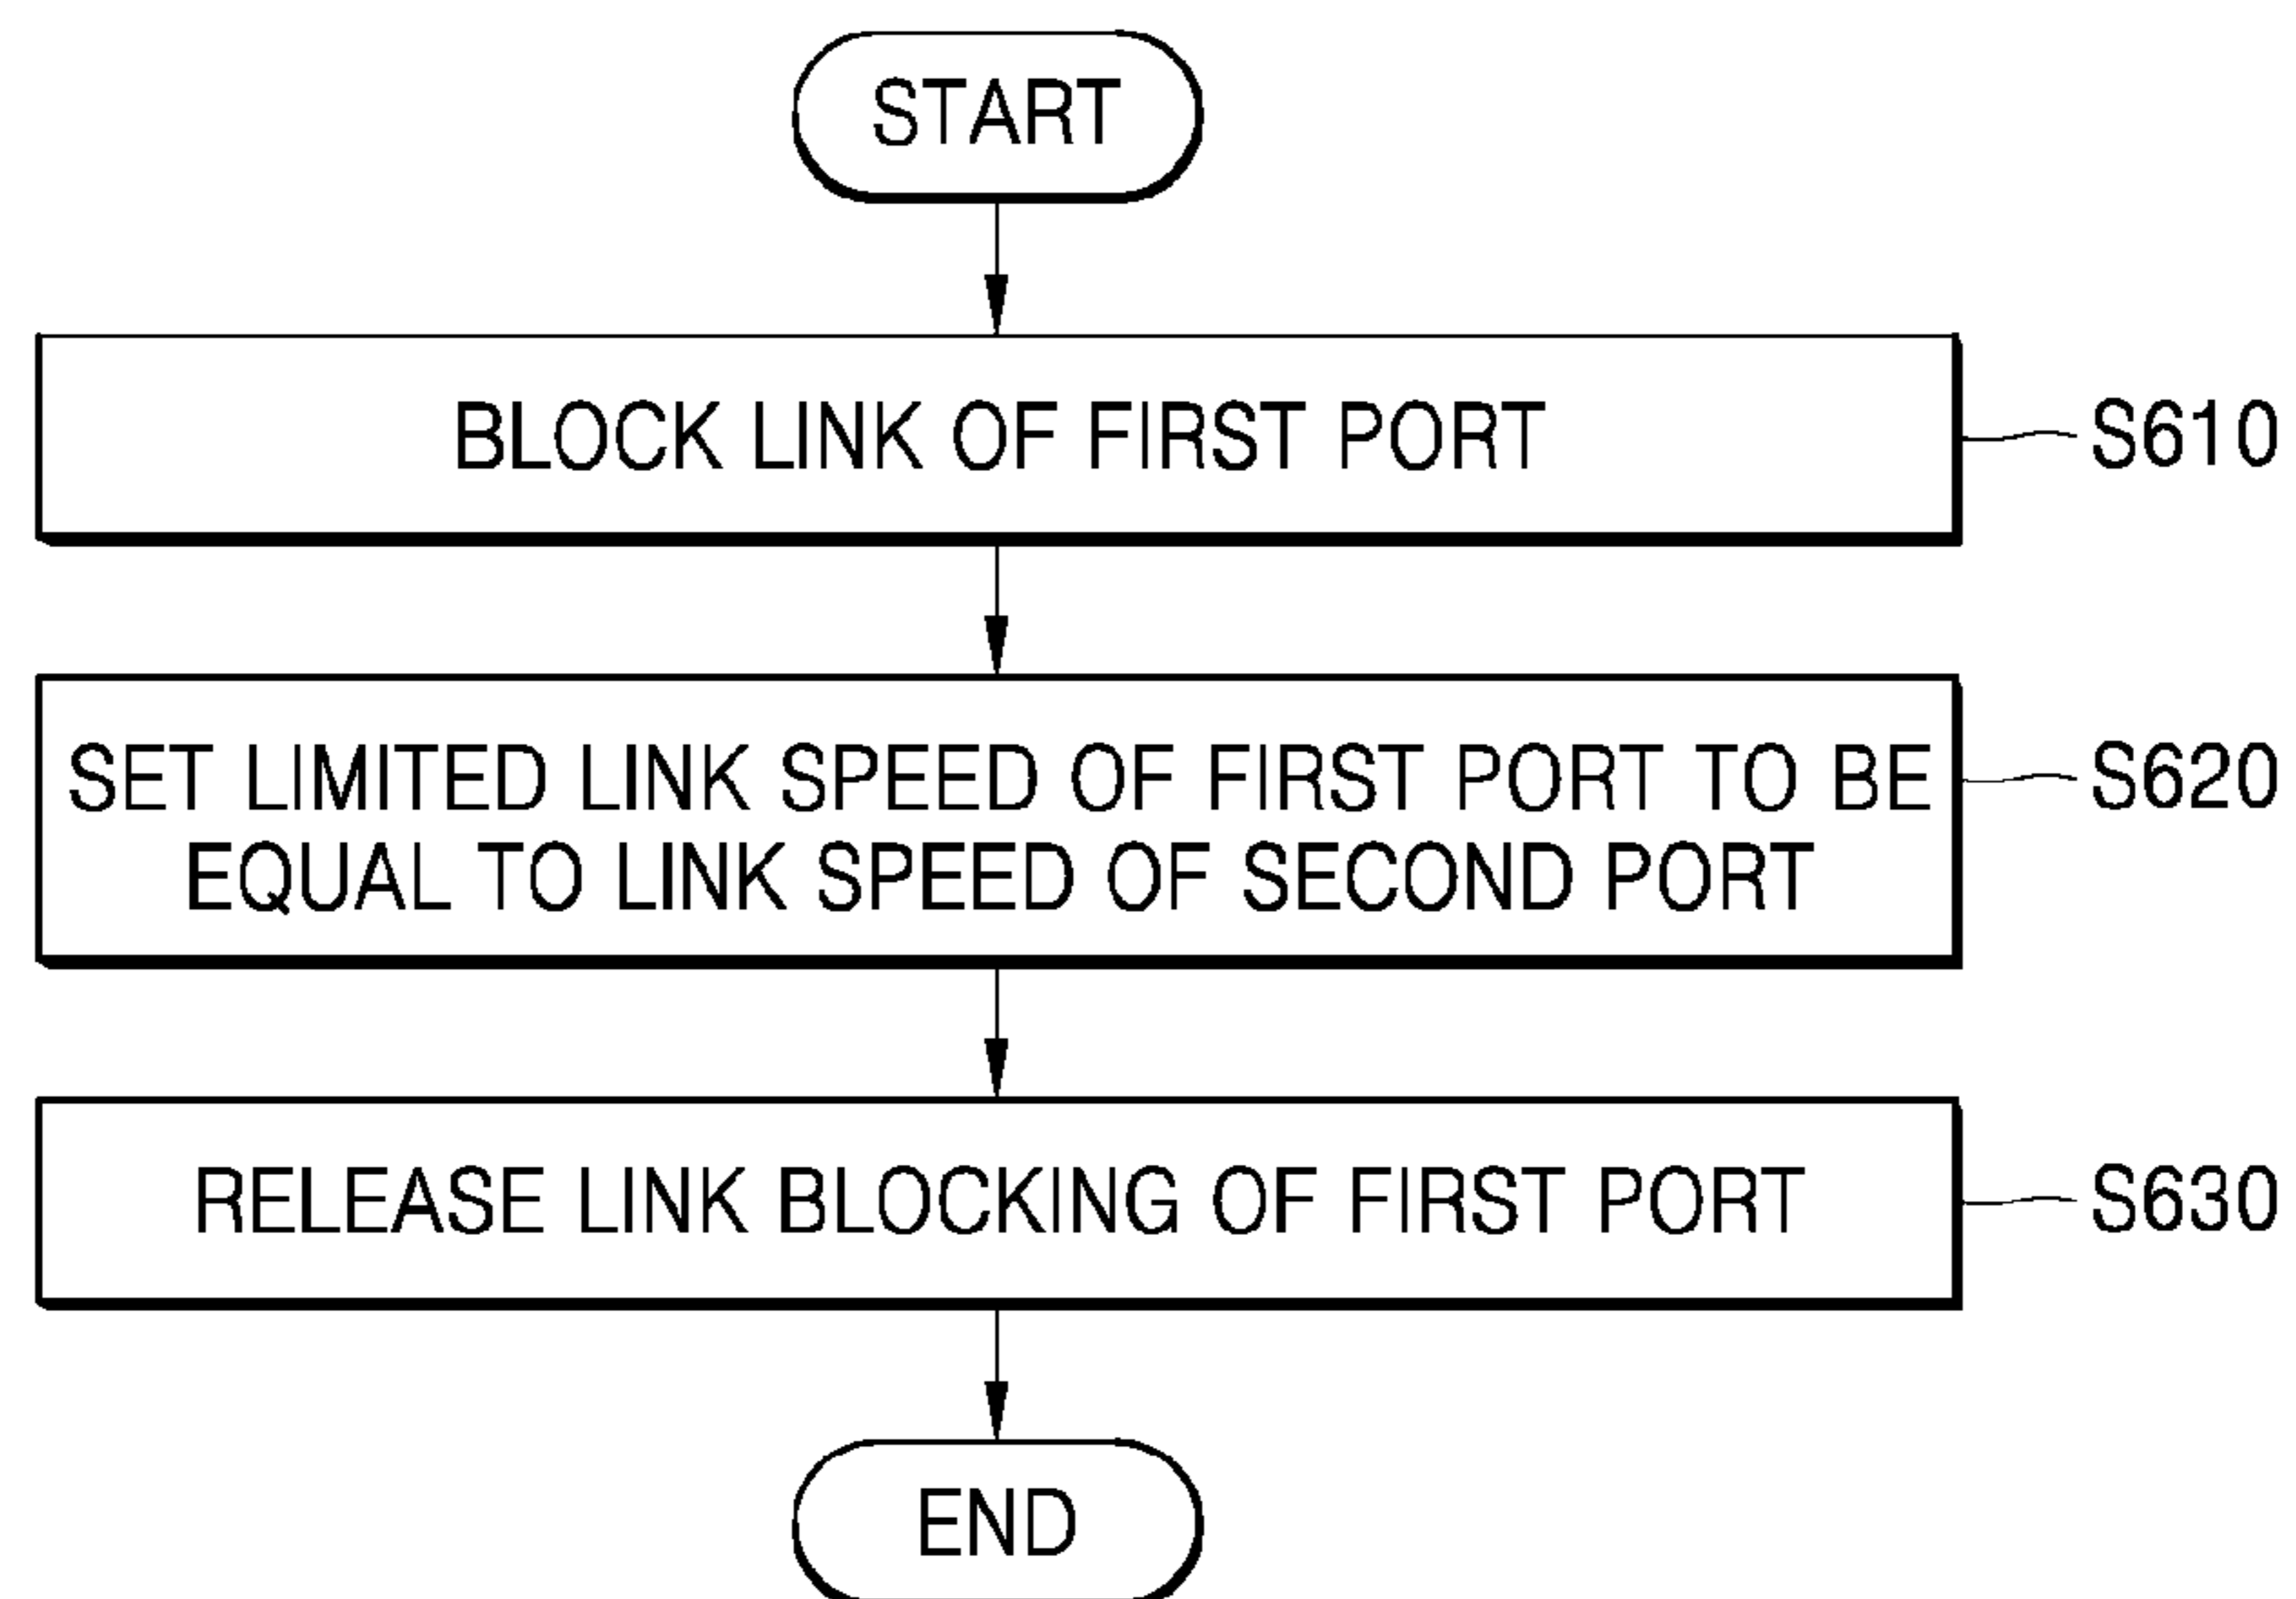 START
BLOCK LINK OF FIRST PORT
S610
SET LIMITED LINK SPEED OF FIRST PORT TO BE
EQUAL TO LINK SPEED OF SECOND PORT
S620
RELEASE LINK BLOCKING OF FIRST PORT
S630
END